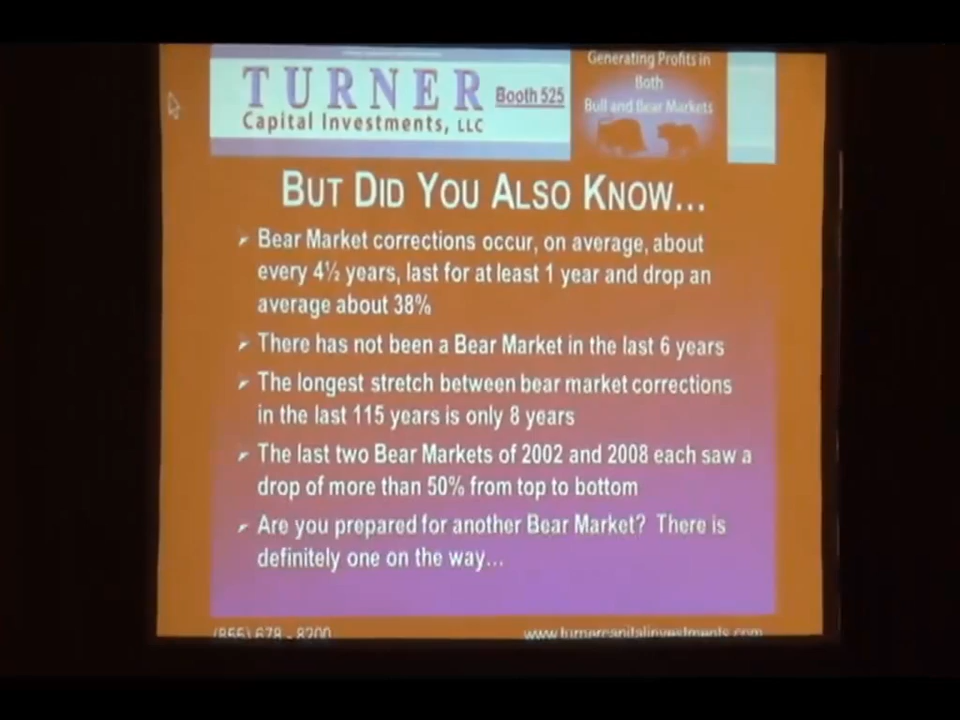 TURNER
Booth 525
Capital Investments, LLC
Generating Profits in
Both
Bull and Bear Markets
BUT DID YOU ALSO KNOW...
Bear Market corrections occur, on average, about
every 4½ years, last for at least 1 year and drop an
average about 38%
There has not been a Bear Market in the last 6 years
The longest stretch between bear market corrections
in the last 115 years is only 8 years
The last two Bear Markets of 2002 and 2008 each saw a
drop of more than 50% from top to bottom
Are you prepared for another Bear Market? There is
definitely one on the way...
(855) 678 - 8200
www.turnercapitalinvestments.com